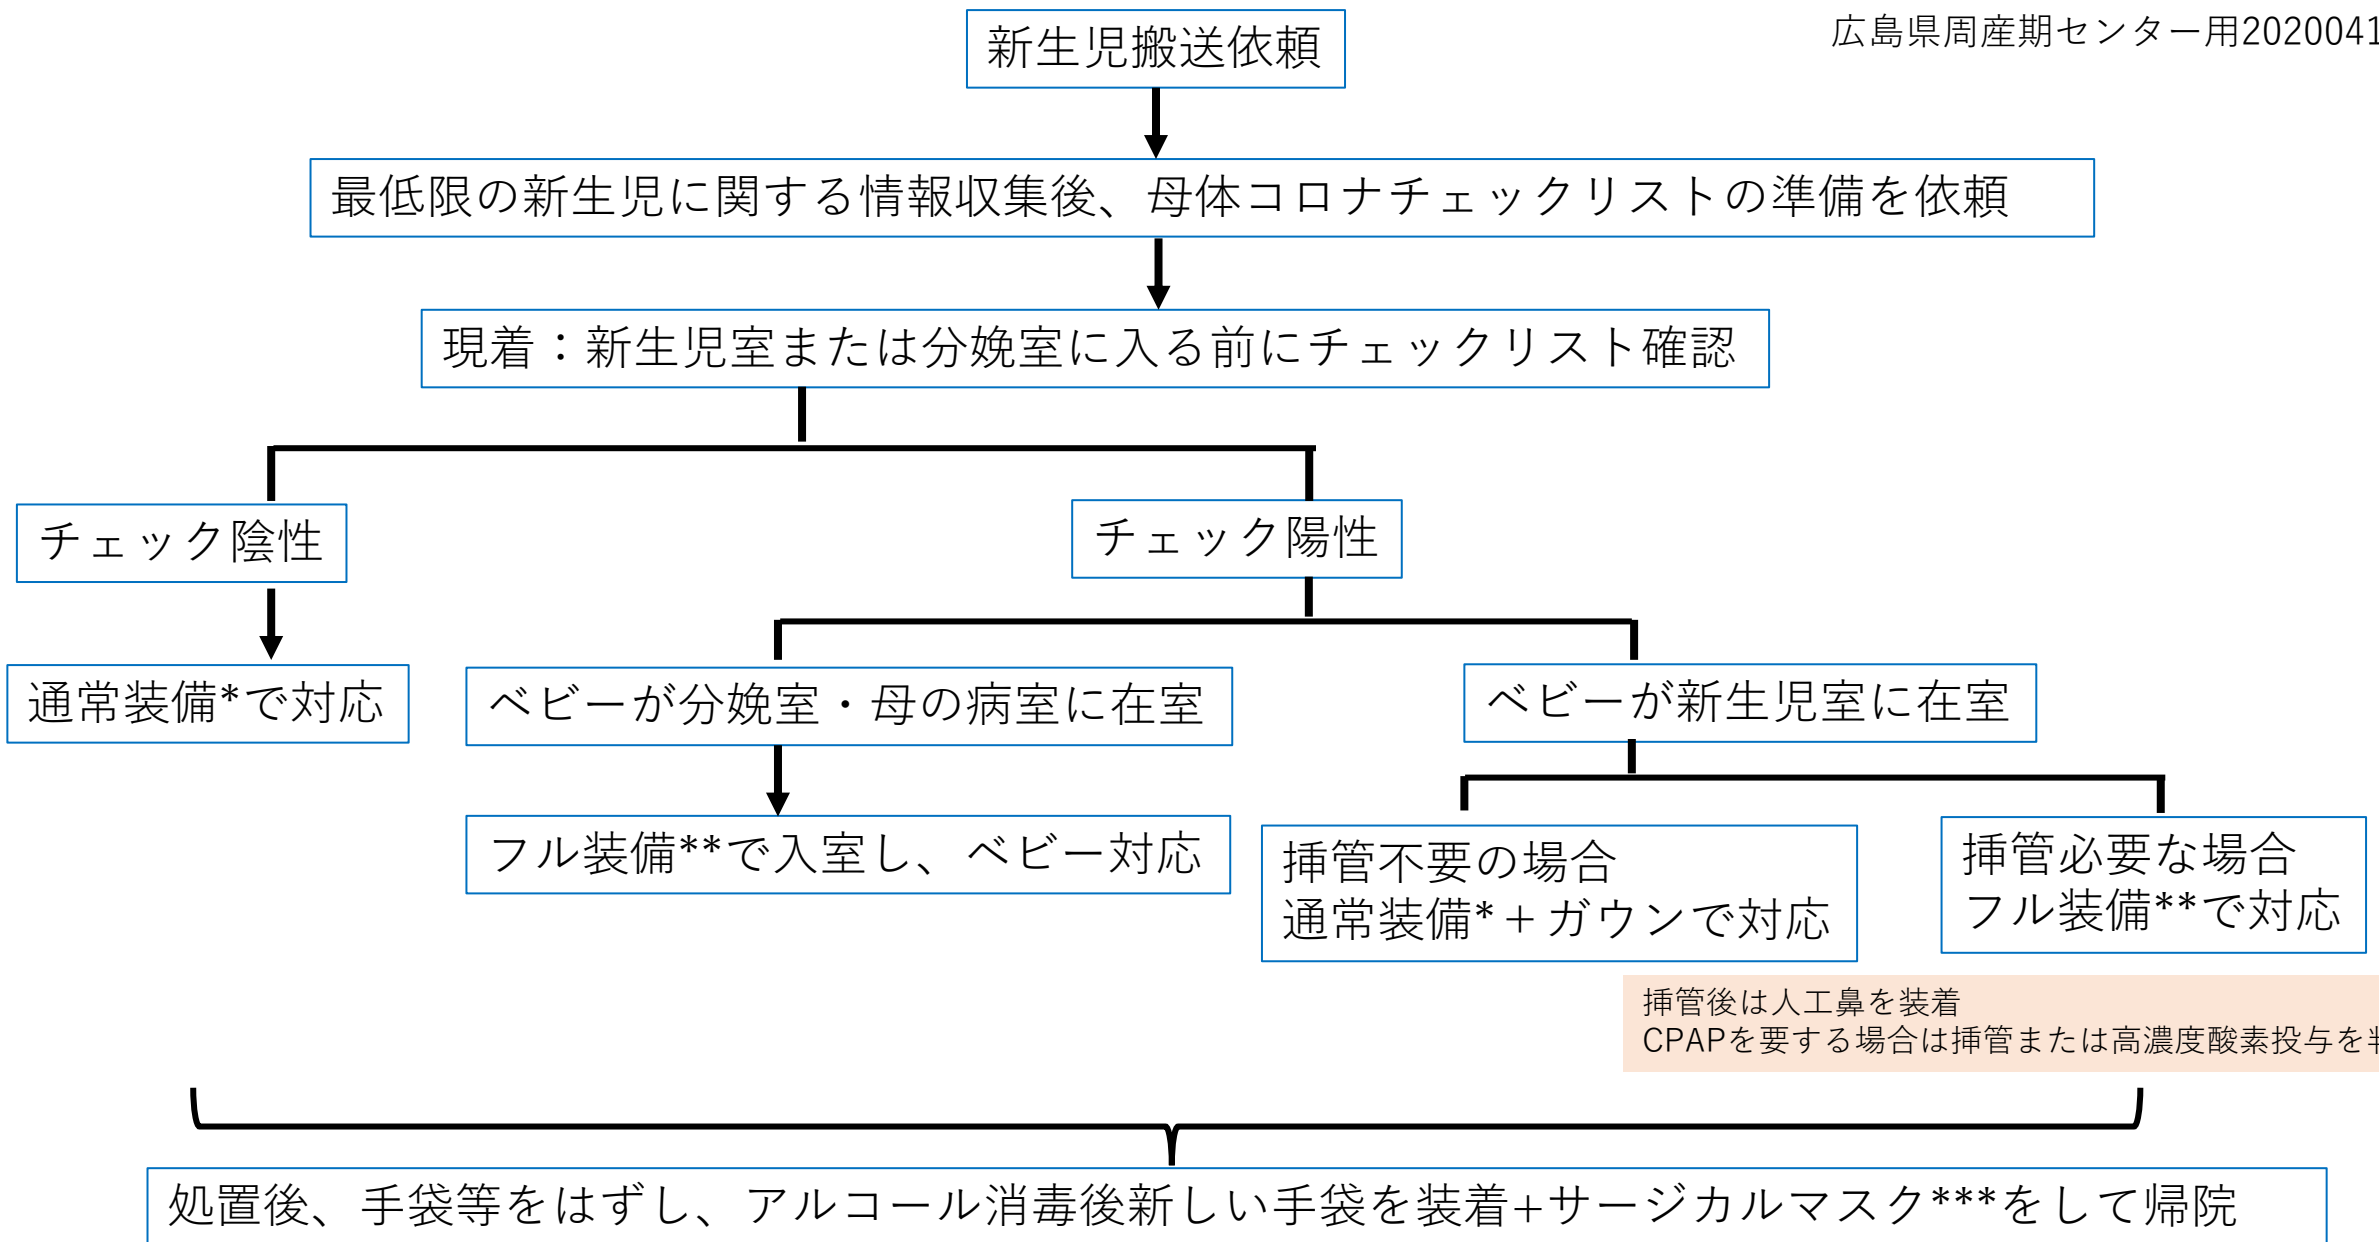 新生児搬送依頼
広島県周産期センター用2020041
最低限の新生児に関する情報収集後、母体コロナチェックリストの準備を依頼
現着：新生児室または分娩室に入る前にチェックリスト確認
チェック陰性
チェック陽性
通常装備*で対応
ベビーが分娩室・母の病室に在室
ベビーが新生児室に在室
フル装備**で入室し、ベビー対応
挿管不要の場合
通常装備*+ガウンで対応
挿管必要な場合
フル装備**で対応
挿管後は人工鼻を装着
CPAPを要する場合は挿管または高濃度酸素投与を
処置後、手袋等をはずし、アルコール消毒後新しい手袋を装着+サージカルマスク***をして帰院